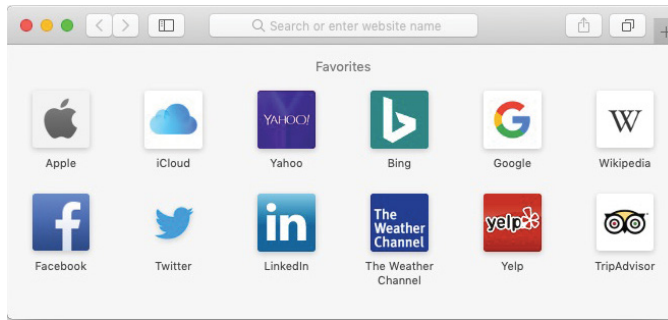 Search or enter website name
Favorites
YAHOO!
W
The
Weather
Channel
yelp
in
f
Apple iCloud Yahoo Bing Google Wikipedia
Facebook Twitter LinkedIn The Weather Channel Yelp TripAdvisor